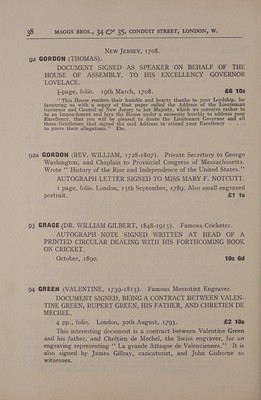 38 MAGGS BROS., 34 & 35, CONDUIT STREET, LONDON, W.
NEW JERSEY, 1708.
92 GORDON (THOMAS).
DOCUMENT SIGNED AS SPEAKER ON BEHALF OF THE
HOUSE OF ASSEMBLY, TO HIS EXCELLENCY GOVERNOR
LOVELACE.
½-page, folio. 19th March, 1708. £6 10s
"This House renders their humble and hearty thanks to your Lordship, for
favouring us with a copy of that paper called the Address of the Lieutenant
Governor and Council of New Jersey to her Majesty, which we conceive rather to
be an Impeachment and lays the House under a necessity humbly to address your
Excellency, that you will be pleased to desire the Lieutenant Governor and all
those Gentlemen that signed the said Address to attend your Excellency . . .
to prove their allegations." Etc.
92A GORDON (REV. WILLIAM, 1728-1807). Private Secretary to George
Washington, and Chaplain to Provincial Congress of Massachusetts.
Wrote "History of the Rise and Independence of the United States."
AUTOGRAPH LETTER SIGNED TO MISS MARY F. NOTCUTT.
1 page, folio. London, 15th September, 1789. Also small engraved
portrait. £1 1s
93 GRACE (DR. WILLIAM GILBERT, 1848-1915). Famous Cricketer.
AUTOGRAPH NOTE SIGNED WRITTEN AT HEAD OF A
PRINTED CIRCULAR DEALING WITH HIS FORTHCOMING BOOK
ON CRICKET.
October, 1890. 10s 6d
94 GREEN (VALENTINE, 1739-1813). Famous Mezzotint Engraver.
DOCUMENT SIGNED, BEING A CONTRACT BETWEEN VALEN-
TINE GREEN, RUPERT GREEN, HIS FATHER, AND CHRETIEN DE
MECHEL.
4 pp., folio. London, 30th August, 1793. £2 10s
This interesting document is a contract between Valentine Green
and his father, and Chrétien de Mechel, the Swiss engraver, for an
engraving representing "La grande Attaque de Valenciennes." It is
also signed by James Gillray, caricaturist, and John Gisborne as
witnesses.